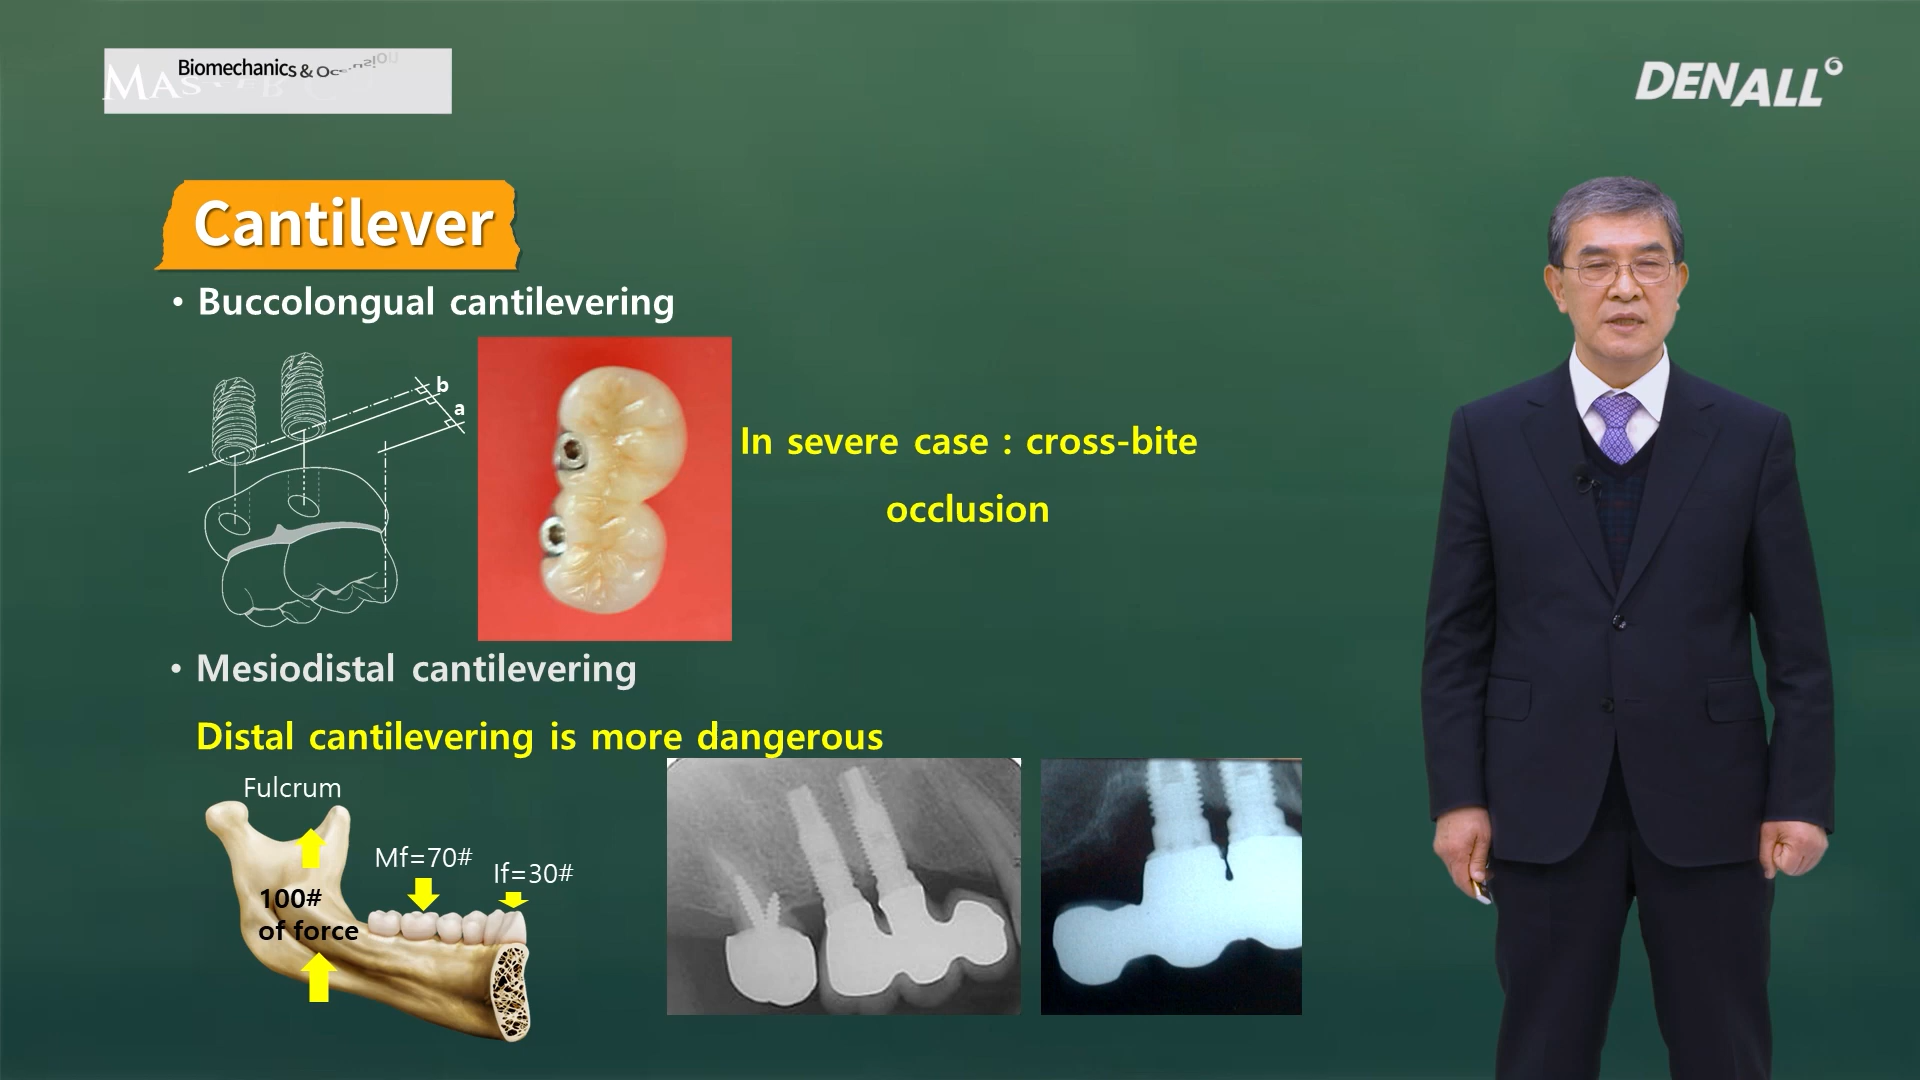 Biomechanics &
DENALL
Cantilever
• Buccolongual cantilevering
b
a
In severe case : cross-bite
occlusion
• Mesiodistal cantilevering
Distal cantilevering is more dangerous
Fulcrum
Mf=70#
If=30#
100#
of force